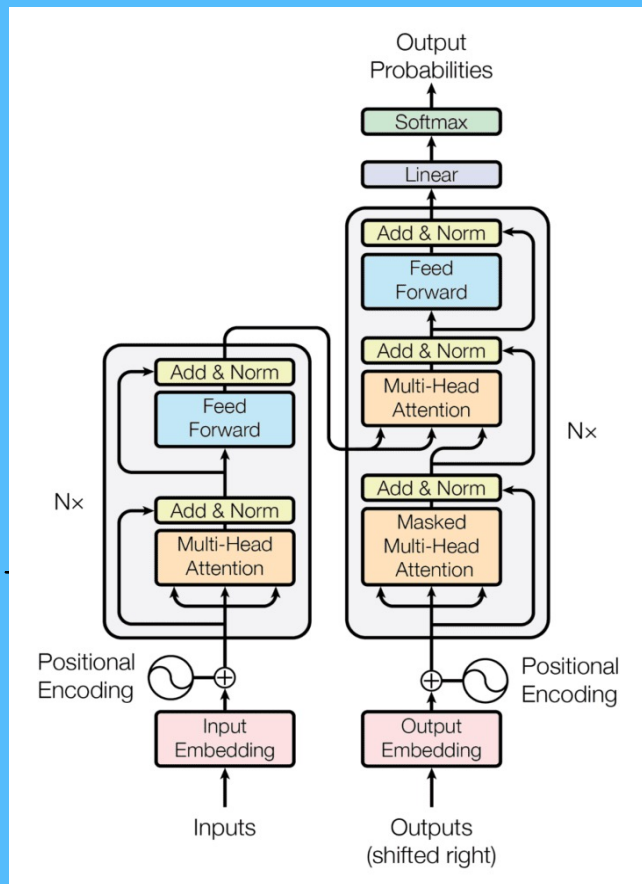 Output
Probabilities
Softmax
Linear
Add & Norm
Feed
Forward
Add & Norm
Multi-Head
Attention
Add & Norm
Masked
Multi-Head
Attention
Nx
Add & Norm
Feed
Forward
Add & Norm
Multi-Head
Attention
Nx
Positional
Encoding
Positional
Encoding
Input
Embedding
Output
Embedding
Inputs
Outputs
(shifted right)